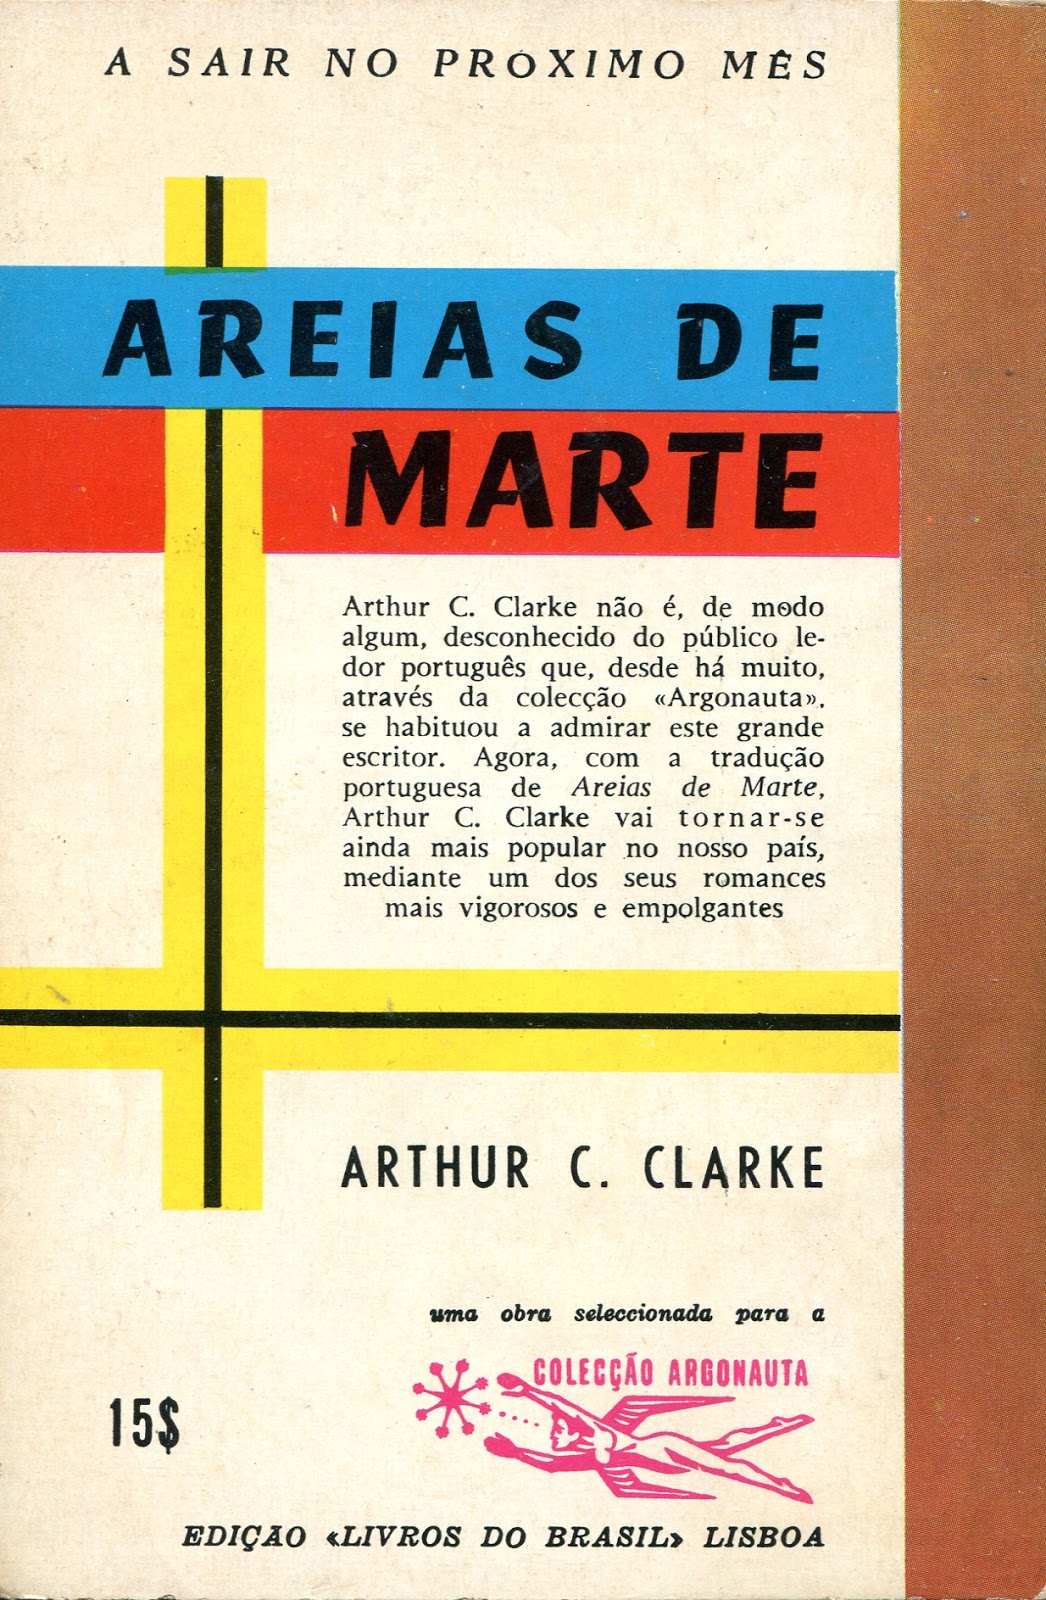 A SAIR NO PRÓXIMO MÊS
AREIAS DE
MARTE
Arthur C. Clarke não é, de modo
algum, desconhecido do público le-
dor português que, desde há muito,
através da colecção «Argonauta»,
se habituou a admirar este grande
escritor. Agora, com a tradução
portuguesa de Areias de Marte,
Arthur C. Clarke vai tornar-se
ainda mais popular no nosso país,
mediante um dos seus romances
mais vigorosos e empolgantes
ARTHUR C. CLARKE
uma obra seleccionada para a
COLECÇÃO ARGONAUTA
15$
EDIÇÃO «LIVROS DO BRASIL» LISBOA